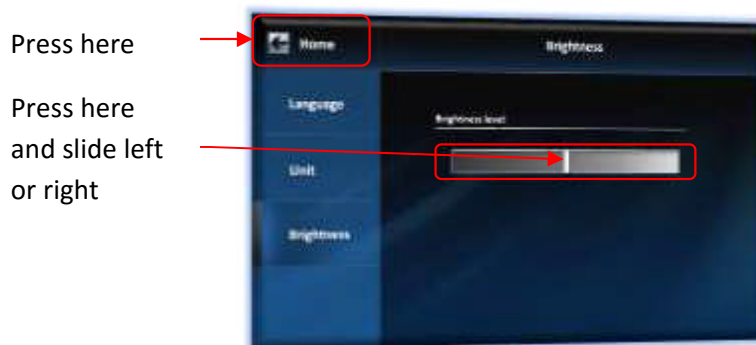 Press here
Home
Brightness
Press here
and slide left
or right
Language
Brightness level
Unit
Brightness